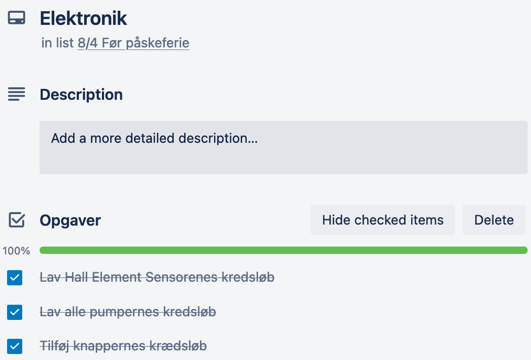 Elektronik
in list 8/4 Før påskeferie
Description
Add a more detailed description...
Opgaver Hide checked items Delete
100%
Lav Hall Element Sensorenes kredsløb
Lav alle pumpernes kredsløb
Tilføj knappernes krædsløb